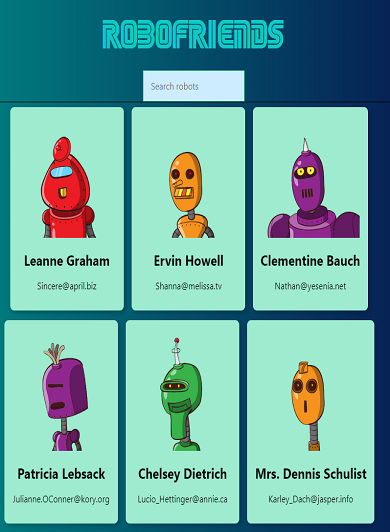 ROBOFRIENDS
Search robots
Leanne Graham
Ervin Howell
Clementine Bauch
Sincere@april.biz
Shanna@melissa.tv
Nathan@yesenia.net
Patricia Lebsack
Chelsey Dietrich
Mrs. Dennis Schulist
Julianne.OConner@kory.org
Lucio_Hettinger@annie.ca
Karley_Dach@jasper.info